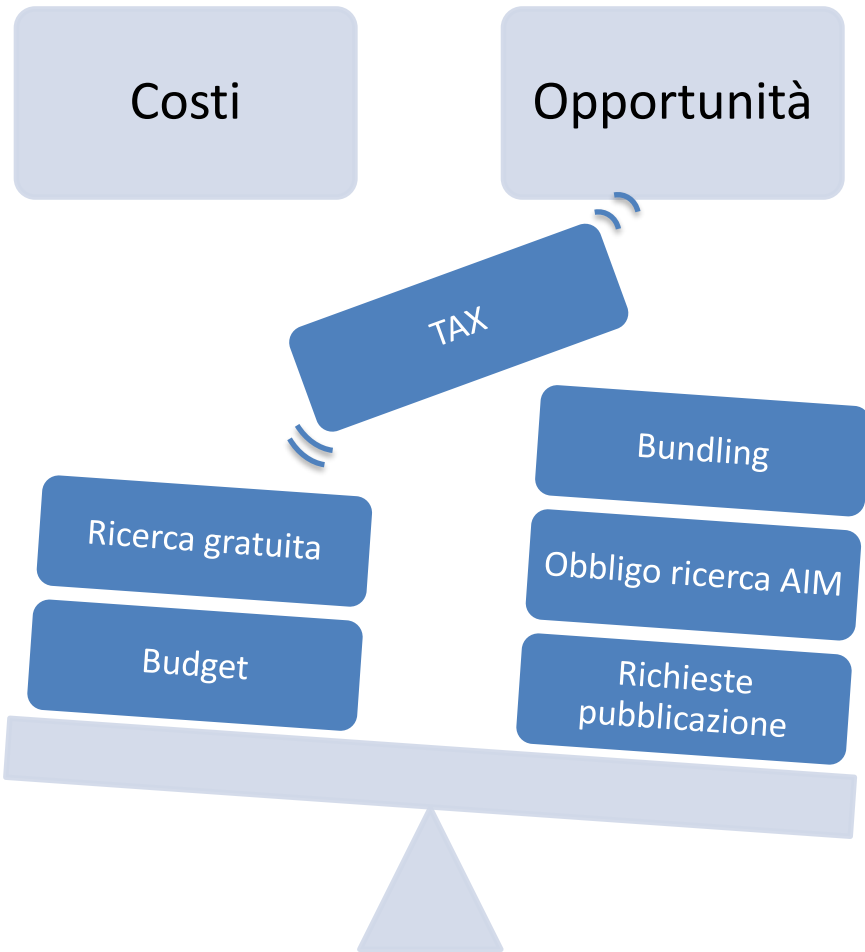 Costi
Opportunità
TAX
Bundling
Ricerca gratuita
Obbligo ricerca AIM
Budget
Richieste
pubblicazione